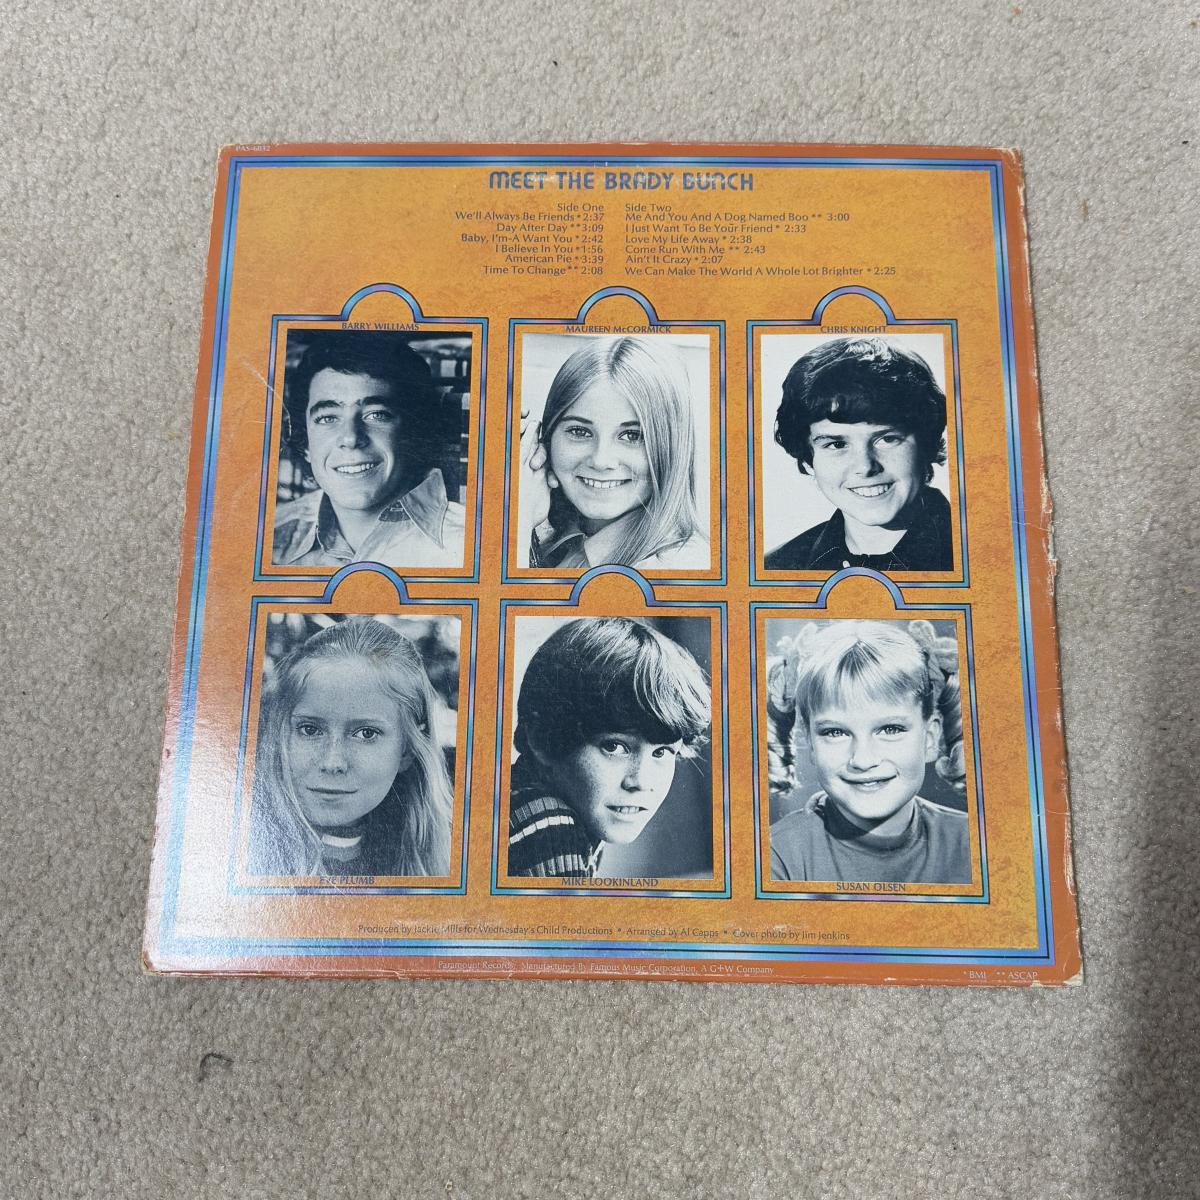 PAS-6032
MEET THE BRADY BUNCH
Side One
We'll Always Be Friends * 2:37
Day After Day ** 3:09
Baby, I'm-A Want You * 2:42
I Believe In You * 1:56
American Pie * 3:39
Time To Change ** 2:08
Side Two
Me And You And A Dog Named Boo ** 3:00
I Just Want To Be Your Friend * 2:33
Love My Life Away * 2:38
Come Run With Me ** 2:43
Ain't It Crazy * 2:07
We Can Make The World A Whole Lot Brighter * 2:25
BARRY WILLIAMS
MAUREEN McCORMICK
CHRIS KNIGHT
EVE PLUMB
MIKE LOOKINLAND
SUSAN OLSEN
Produced by Jackie Mills for Wednesday's Child Productions • Arranged by Al Capps • Cover photo by Jim Jenkins
Paramount Records Manufactured By Famous Music Corporation, A G+W Company
* BMI ** ASCAP